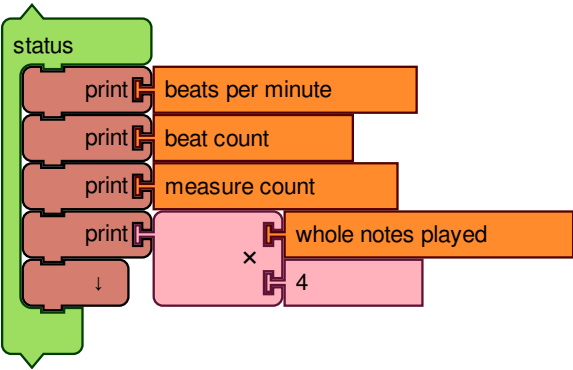 status
print beats per minute
print beat count
print measure count
print whole notes played
×
↓ 4